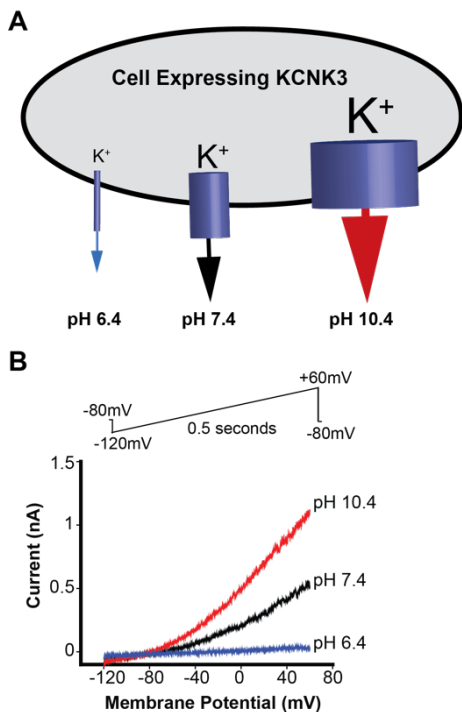 A
Cell Expressing KCNK3
K⁺ K⁺ K⁺
pH 6.4 pH 7.4 pH 10.4
B
+60mV
-80mV
-120mV 0.5 seconds -80mV
1.5
pH 10.4
1
0.5 pH 7.4
pH 6.4
0
Current (nA)
-120 -80 -40 0 40 80
Membrane Potential (mV)